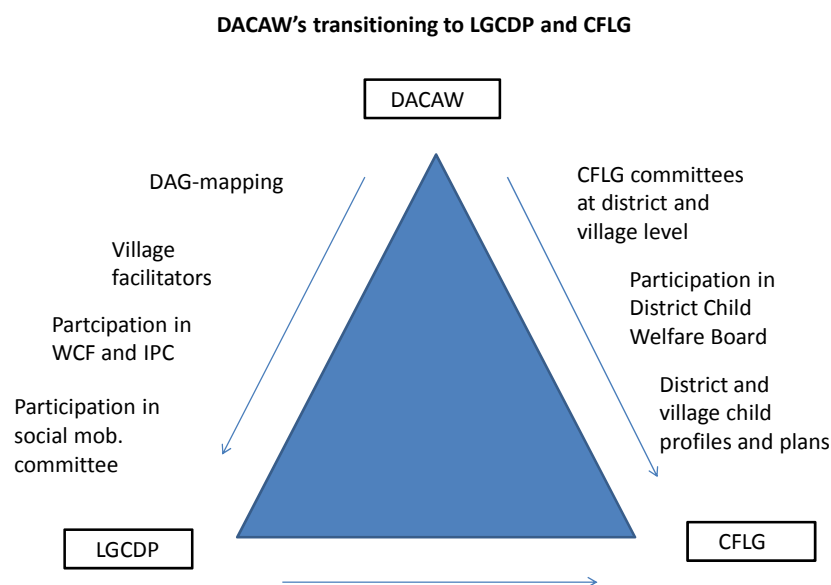 DACAW’s transitioning to LGCDP and CFLG
DACAW
DAG-mapping
Village
facilitators
Partcipation in
WCF and IPC
Participation in
social mob.
committee
CFLG committees
at district and
village level
Participation in
District Child
Welfare Board
District and
village child
profiles and plans
LGCDP
CFLG